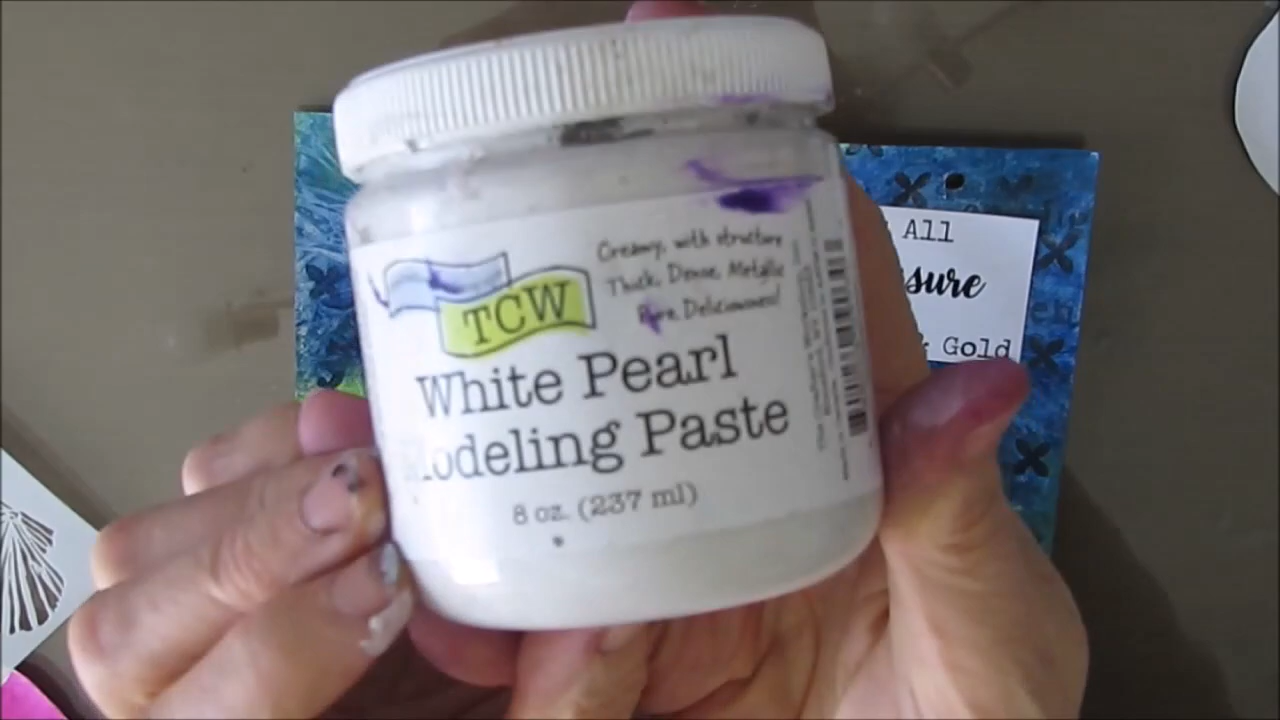 Creamy, with structure
Thick, Dense, Metallic
Pure Deliciousness!
TCW
White Pearl
Modeling Paste
8 oz. (237 ml)
All
sure
Gold